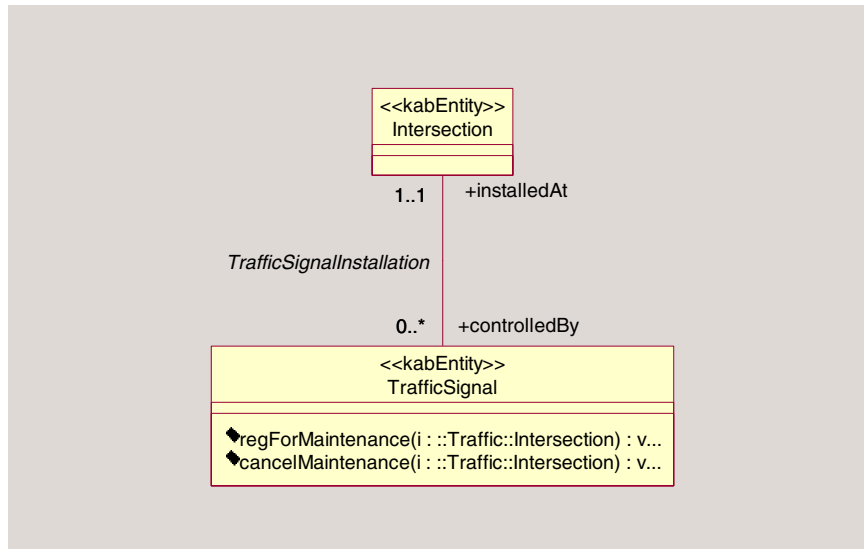 <<kabEntity>>
Intersection
1..1 +installedAt
TrafficSignalInstallation
0..* +controlledBy
<<kabEntity>>
TrafficSignal
regForMaintenance(i : ::Traffic::Intersection) : v...
cancelMaintenance(i : ::Traffic::Intersection) : v...